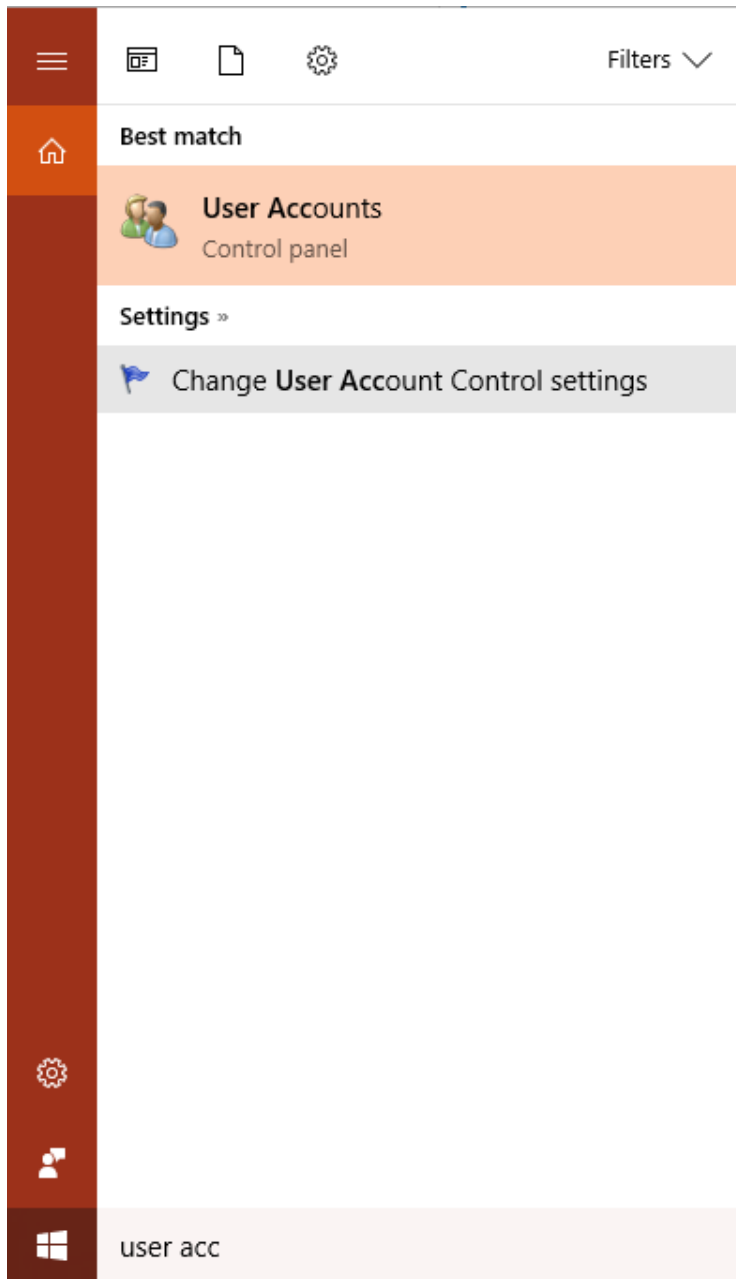 Filters
Best match
User Accounts
Control panel
Settings »
Change User Account Control settings
user acc